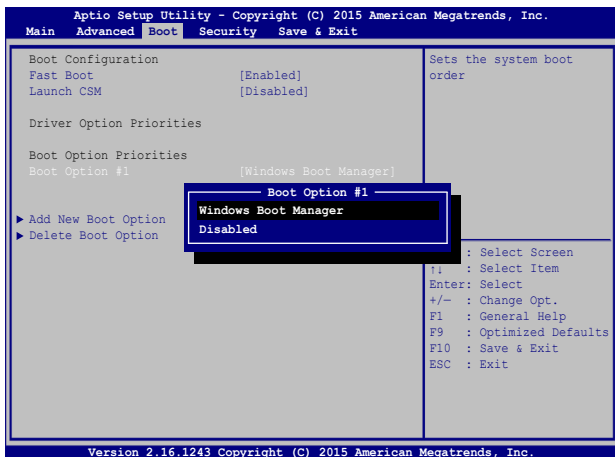 Aptio Setup Utility - Copyright (C) 2015 American Megatrends, Inc.
Main Advanced Boot Security Save & Exit
Boot Configuration
Fast Boot [Enabled]
Launch CSM [Disabled]
Driver Option Priorities
Boot Option Priorities
Boot Option #1 [Windows Boot Manager]
Boot Option #1
Windows Boot Manager
Disabled
▶ Add New Boot Option
▶ Delete Boot Option
Sets the system boot
order
: Select Screen
↑↓ : Select Item
Enter: Select
+/— : Change Opt.
F1 : General Help
F9 : Optimized Defaults
F10 : Save & Exit
ESC : Exit
Version 2.16.1243 Copyright (C) 2015 American Megatrends, Inc.